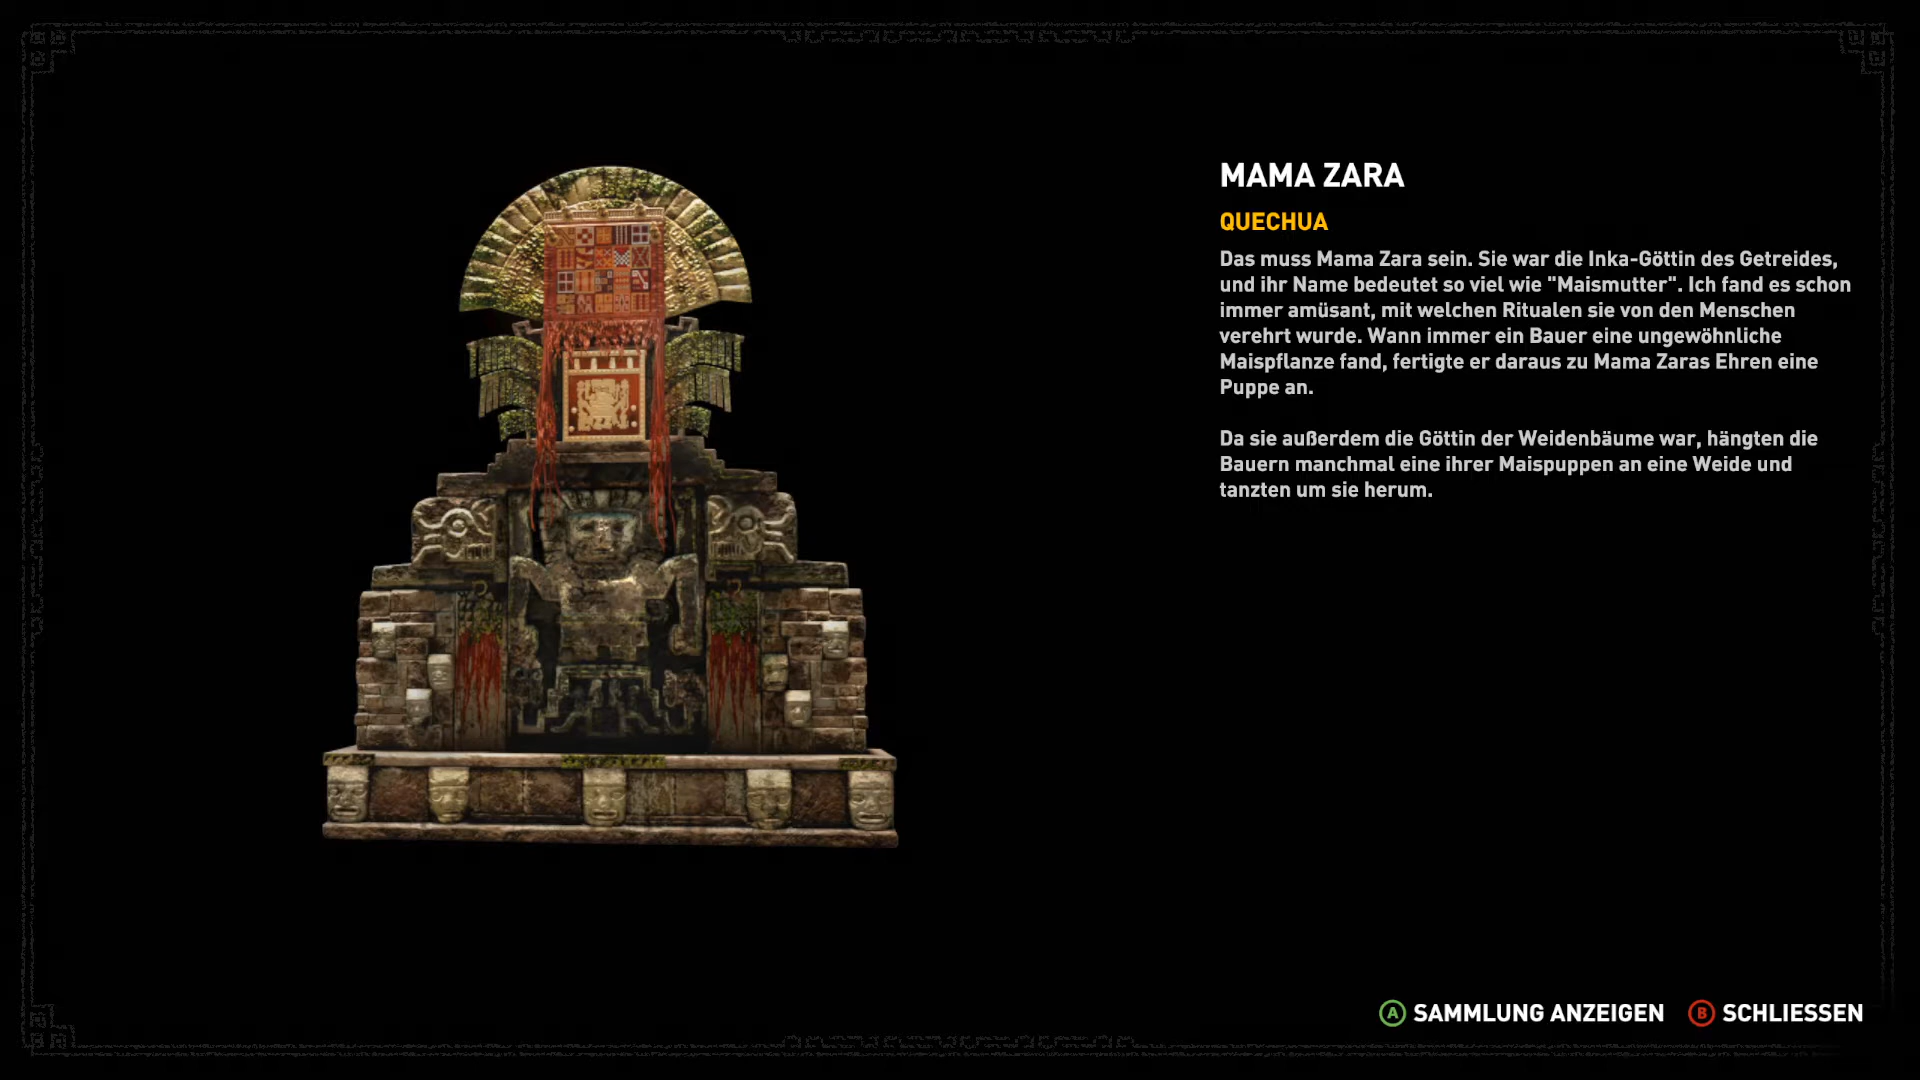 MAMA ZARA
QUECHUA
Das muss Mama Zara sein. Sie war die Inka-Göttin des Getreides,
und ihr Name bedeutet so viel wie "Maismutter". Ich fand es schon
immer amüsant, mit welchen Ritualen sie von den Menschen
verehrt wurde. Wann immer ein Bauer eine ungewöhnliche
Maispflanze fand, fertigte er daraus zu Mama Zaras Ehren eine
Puppe an.
Da sie außerdem die Göttin der Weidenbäume war, hängten die
Bauern manchmal eine ihrer Maispuppen an eine Weide und
tanzten um sie herum.
A SAMMLUNG ANZEIGEN B SCHLIESSEN